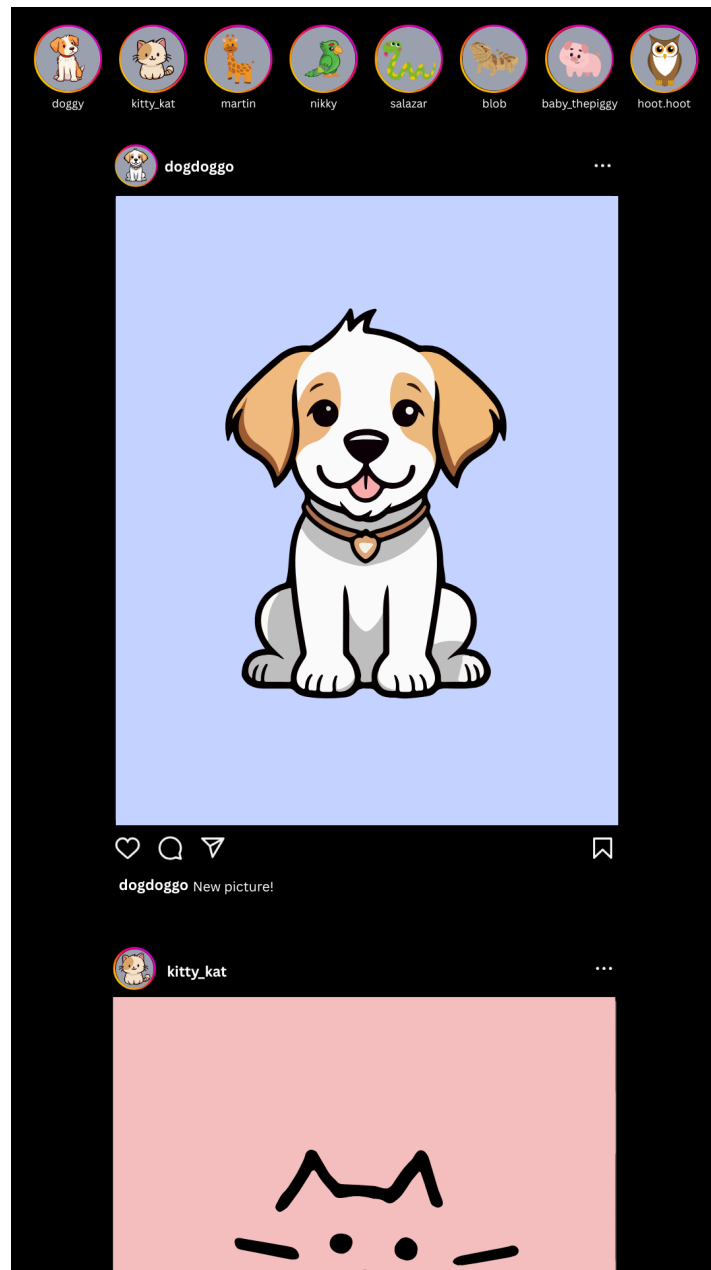 doggy kitty_kat martin nikky salazar blob baby_thepiggy hoot.hoot
dogdoggo
dogdoggo New picture!
kitty_kat